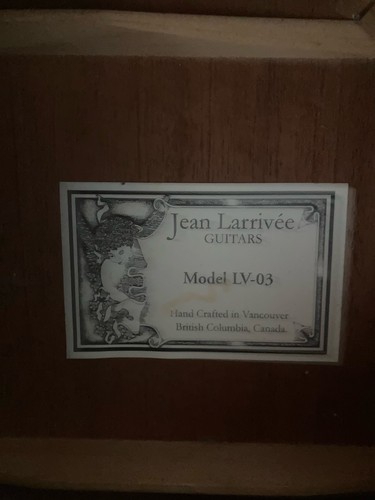 Jean Larrivée
GUITARS
Model LV-03
Hand Crafted in Vancouver
British Columbia, Canada